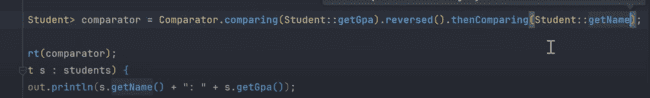 Student> comparator = Comparator.comparing(Student::getGpa).reversed().thenComparing(Student::getName);
rt(comparator);
t s : students) {
out.println(s.getName() + ": " + s.getGpa());